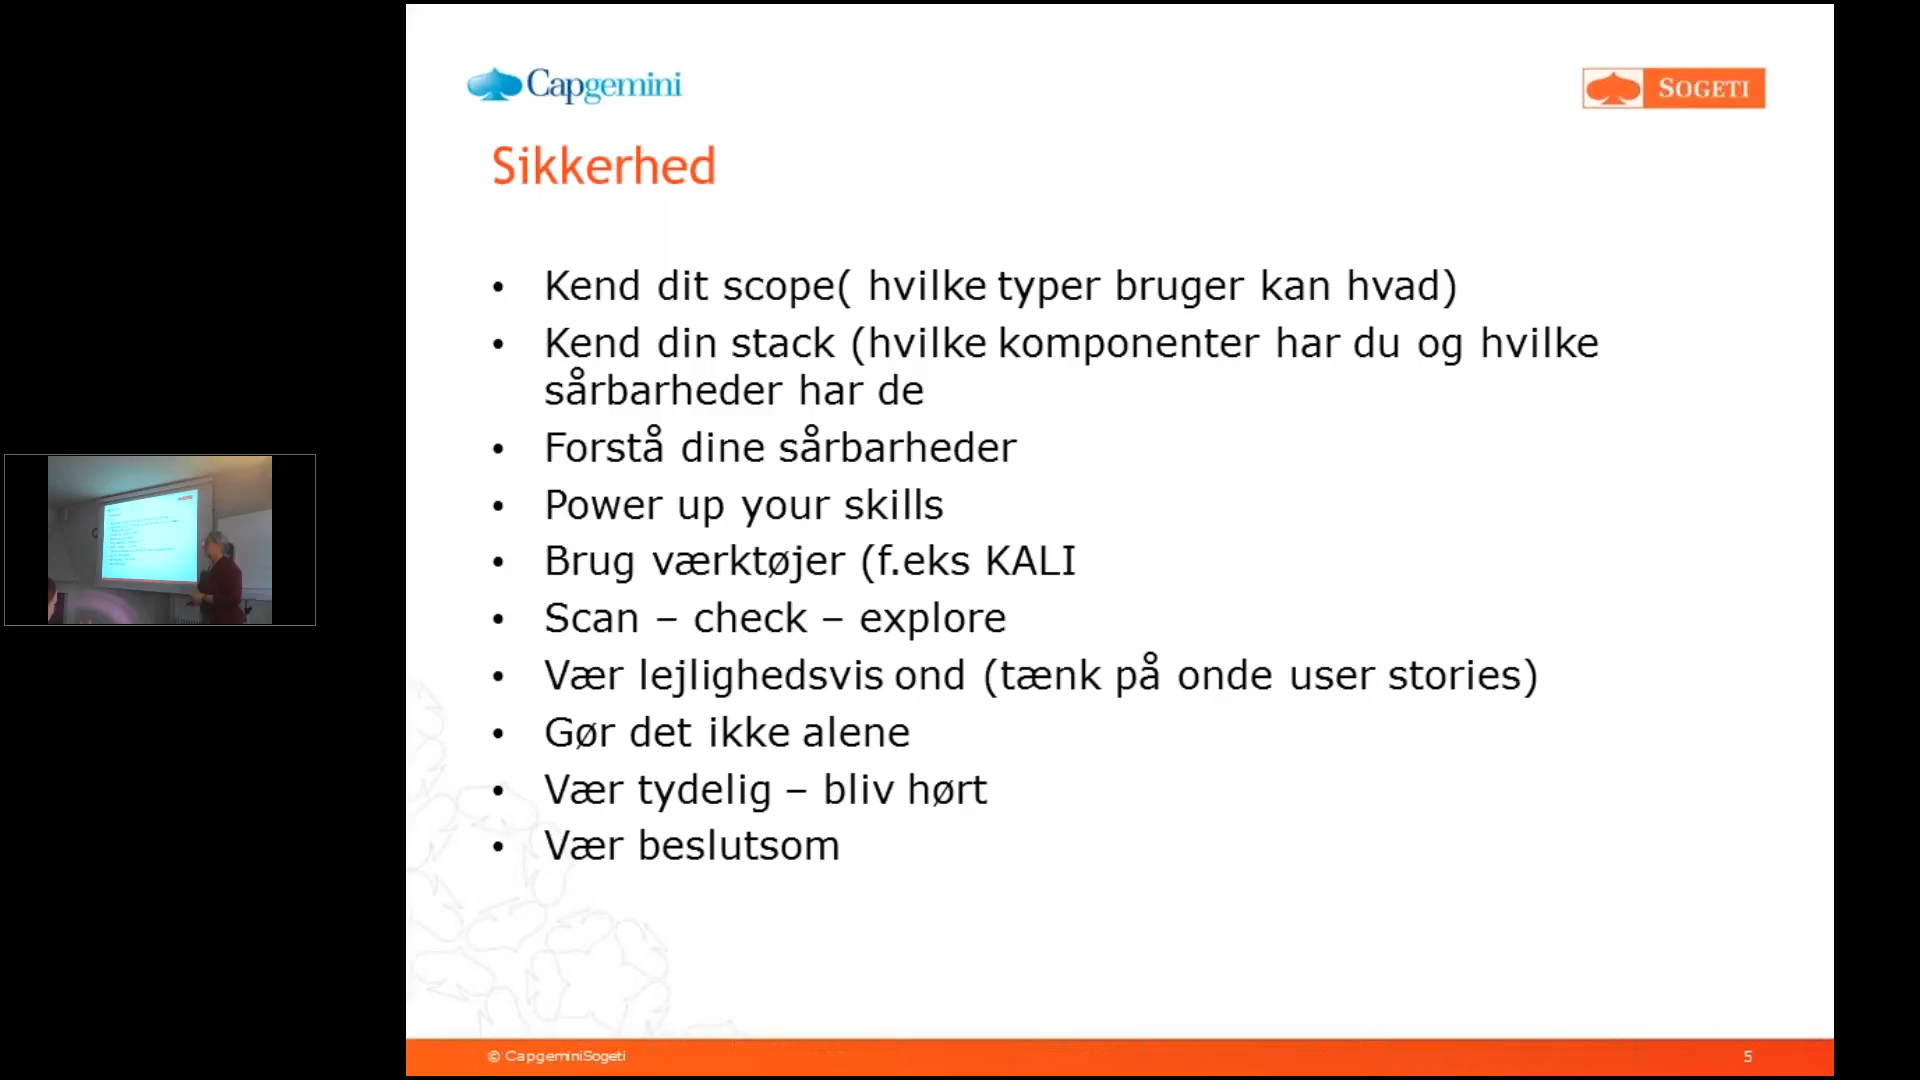 Capgemini
SOGETI
Sikkerhed
• Kend dit scope( hvilke typer bruger kan hvad)
• Kend din stack (hvilke komponenter har du og hvilke
sårbarheder har de
• Forstå dine sårbarheder
• Power up your skills
• Brug værktøjer (f.eks KALI
• Scan – check – explore
• Vær lejlighedsvis ond (tænk på onde user stories)
• Gør det ikke alene
• Vær tydelig – bliv hørt
• Vær beslutsom
© CapgeminiSogeti
5